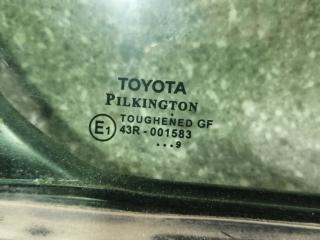 TOYOTA
PILKINGTON
E1 TOUGHENED GF
43R-001583
...9